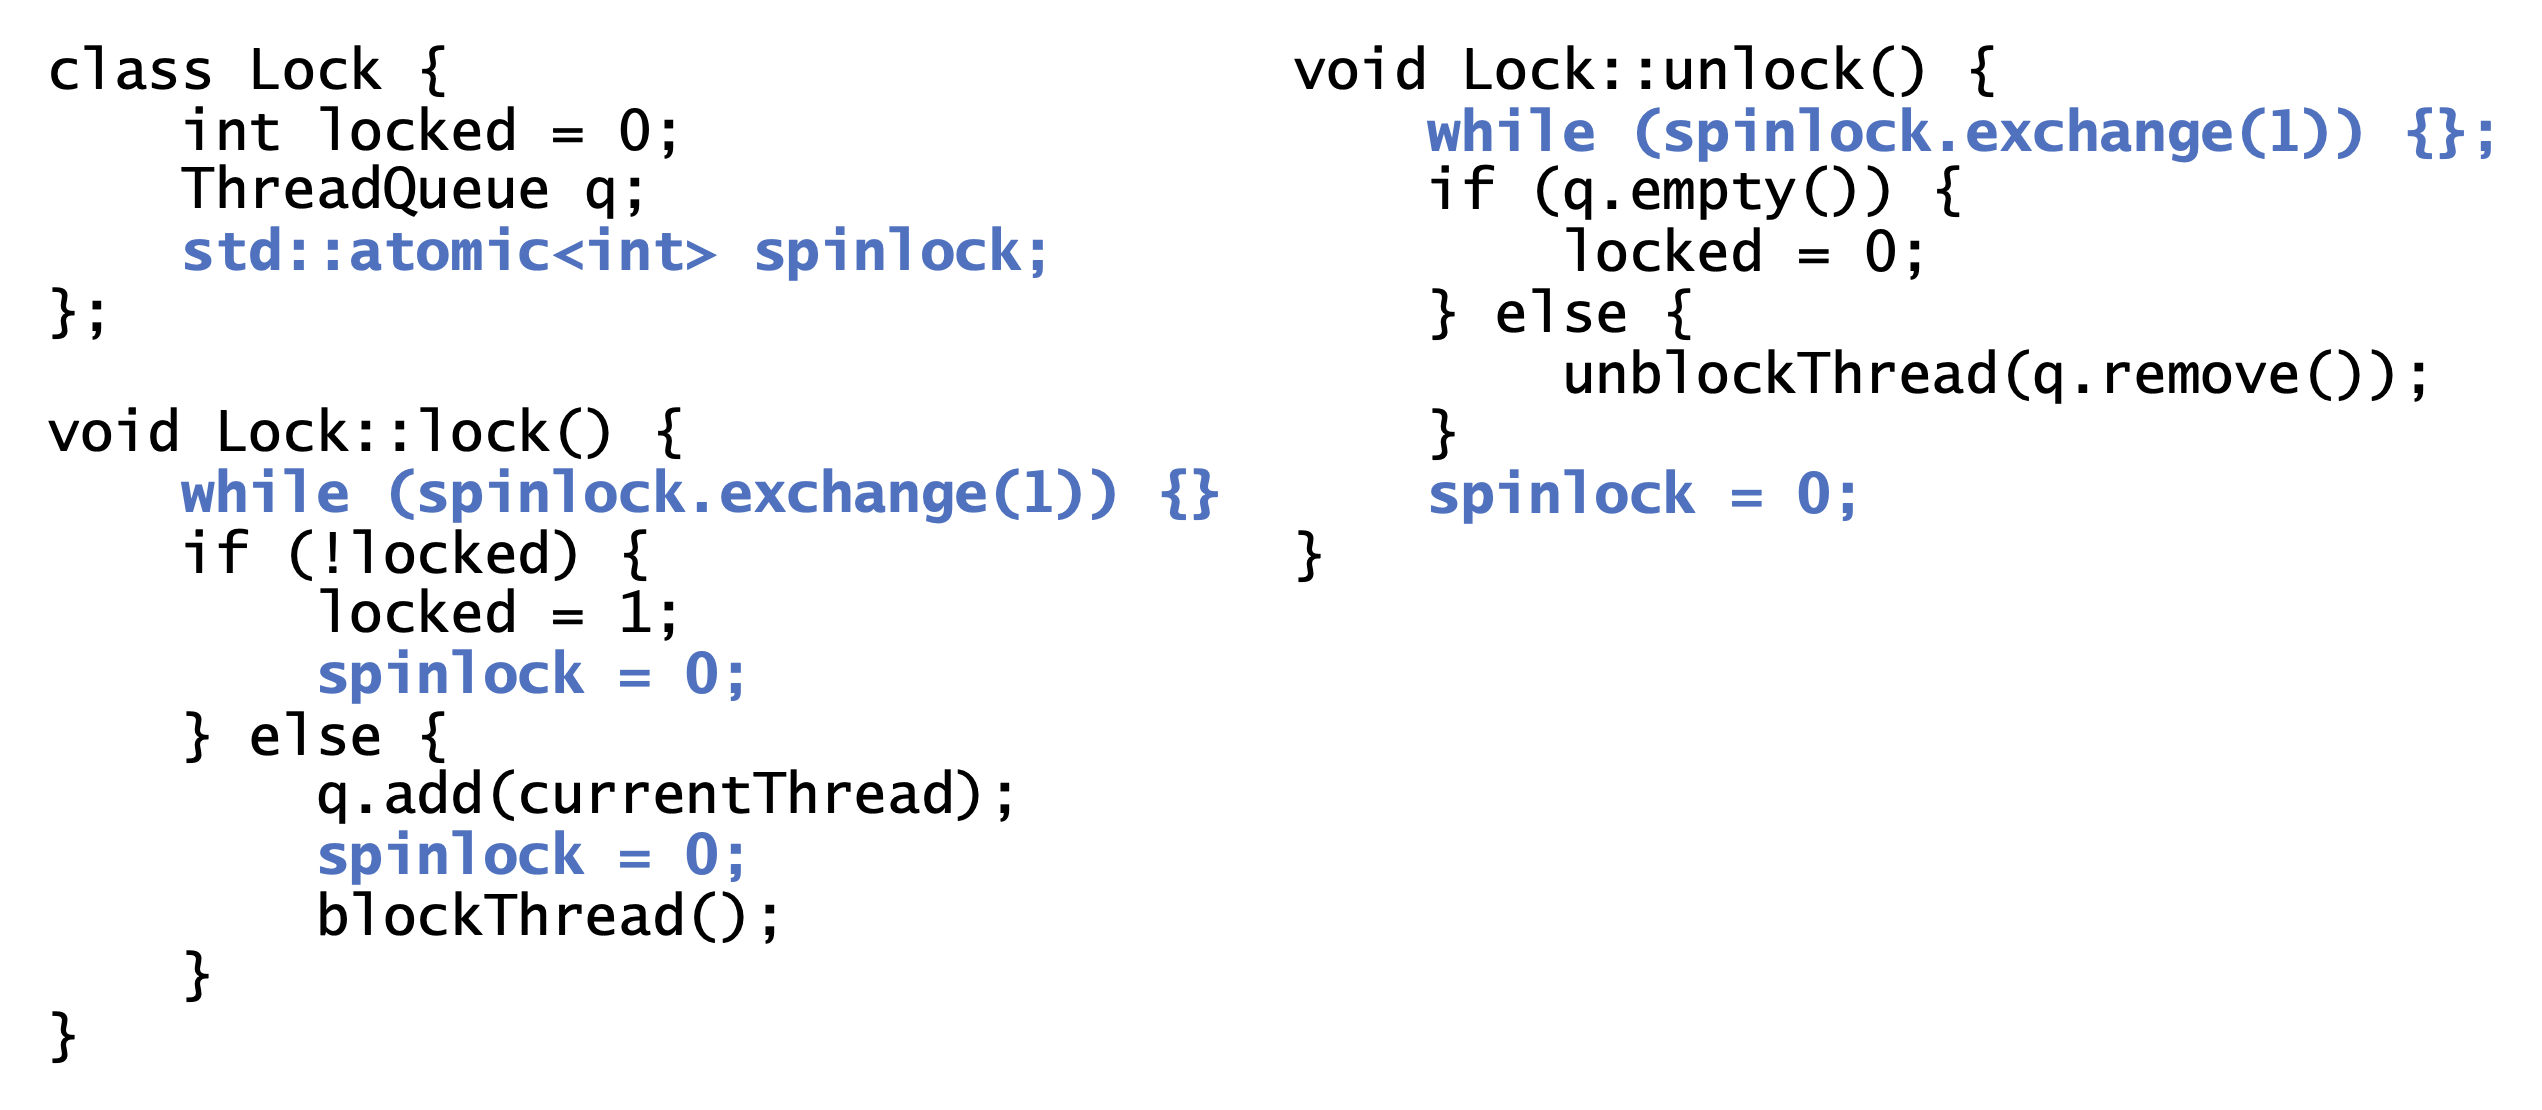 class Lock {
    int locked = 0;
    ThreadQueue q;
    std::atomic<int> spinlock;
};

void Lock::lock() {
    while (spinlock.exchange(1)) {}
    if (!locked) {
        locked = 1;
        spinlock = 0;
    } else {
        q.add(currentThread);
        spinlock = 0;
        blockThread();
    }
}

void Lock::unlock() {
    while (spinlock.exchange(1)) {};
    if (q.empty()) {
        locked = 0;
    } else {
        unblockThread(q.remove());
    }
    spinlock = 0;
}